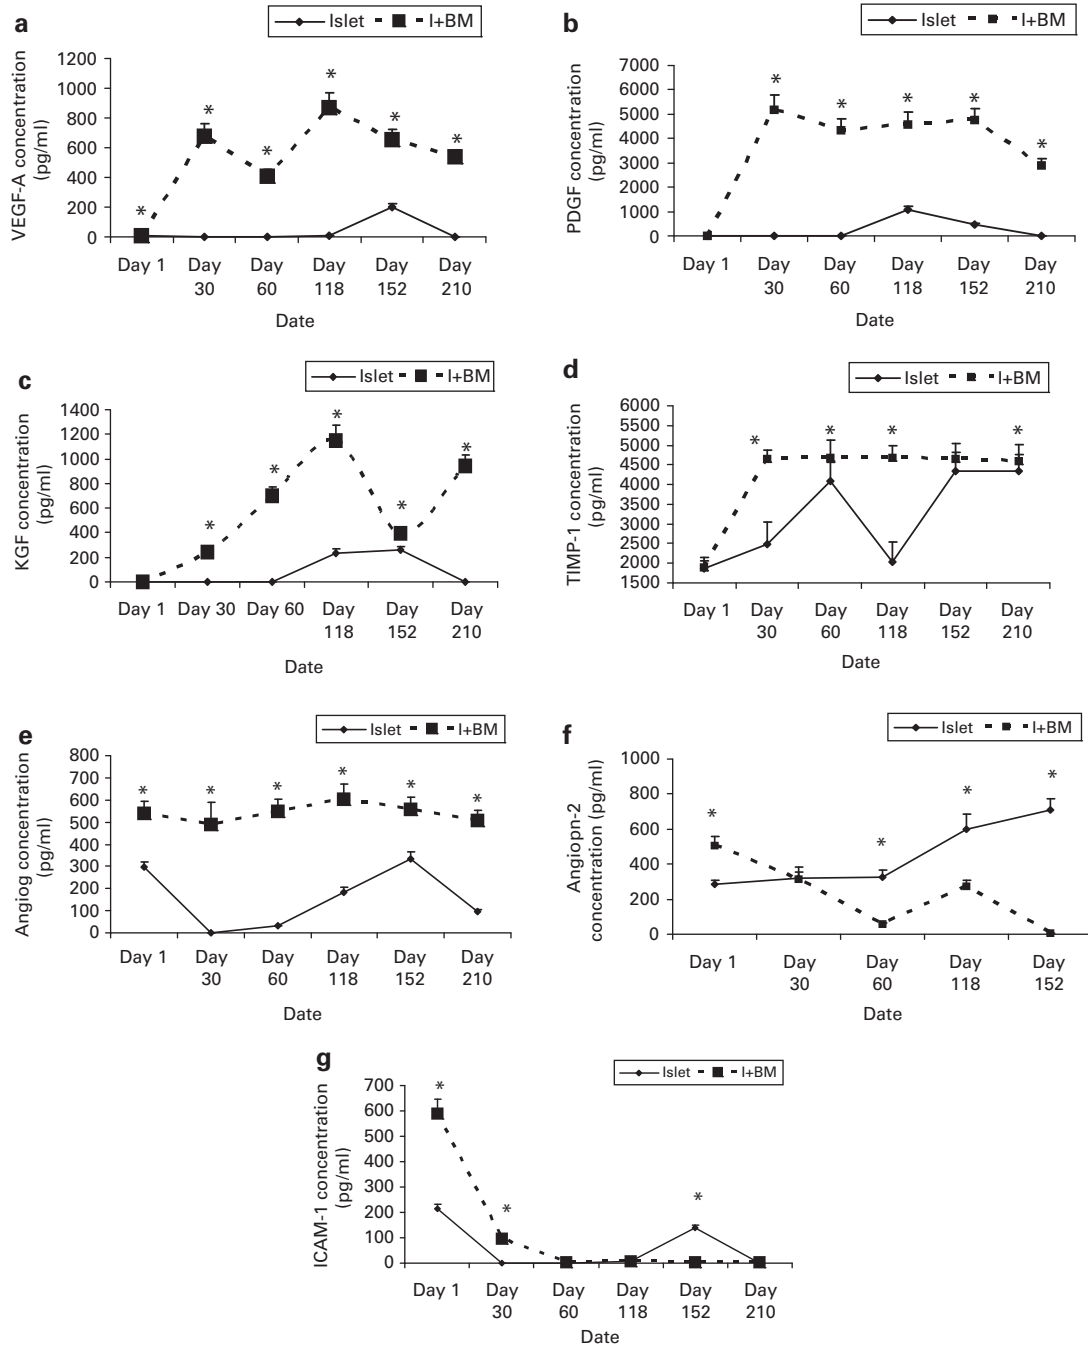 a
Islet I+BM
VEGF-A concentration
(pg/ml)
1200
1000
800
600
400
200
0
* * * * * *
Day 1 Day 30 Day 60 Day 118 Day 152 Day 210
Date
b
Islet I+BM
PDGF concentration
(pg/ml)
7000
6000
5000
4000
3000
2000
1000
0
* * * * *
Day 1 Day 30 Day 60 Day 118 Day 152 Day 210
Date
c
Islet I+BM
KGF concentration
(pg/ml)
1400
1200
1000
800
600
400
200
0
* * * * *
Day 1 Day 30 Day 60 Day 118 Day 152 Day 210
Date
d
Islet I+BM
TIMP-1 concentration
(pg/ml)
6000
5000
5000
4500
4000
3500
3000
2500
2000
1500
* * * *
Day 1 Day 30 Day 60 Day 118 Day 152 Day 210
Date
e
Islet I+BM
Angiog concentration
(pg/ml)
800
700
600
500
400
300
200
100
0
* * * * * *
Day 1 Day 30 Day 60 Day 118 Day 152 Day 210
Date
f
Islet I+BM
Angiopn-2
concentration (pg/ml)
1000
800
600
400
200
0
* * * *
Day 1 Day 30 Day 60 Day 118 Day 152
Date
g
Islet I+BM
ICAM-1 concentration
(pg/ml)
700
600
500
400
300
200
100
0
* * *
Day 1 Day 30 Day 60 Day 118 Day 152 Day 210
Date